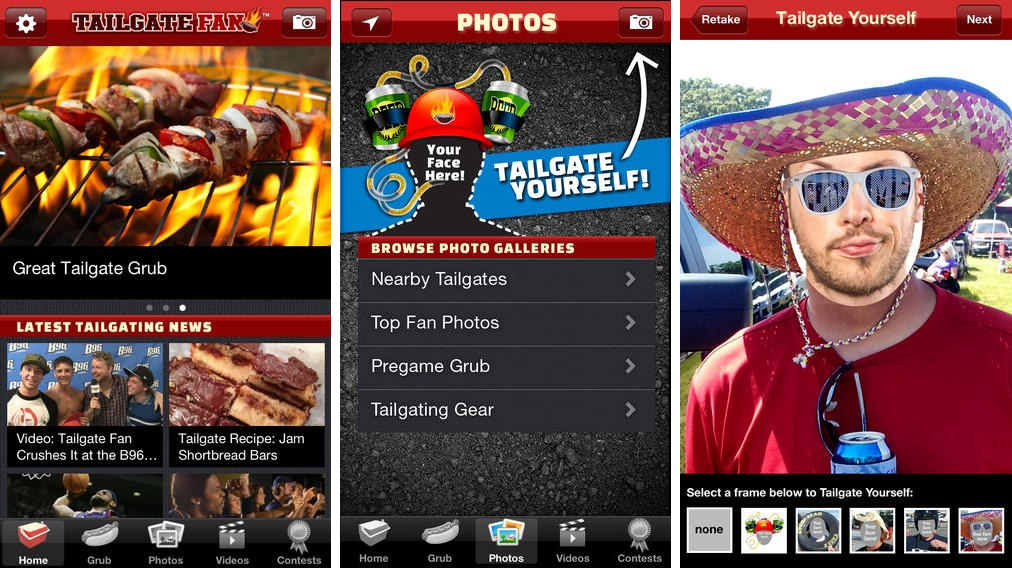 TAILGATE FAN™
Great Tailgate Grub
LATEST TAILGATING NEWS
B96
B96
B96
Video: Tailgate Fan
Crushes It at the B96...
Tailgate Recipe: Jam
Shortbread Bars
Home
Grub
Photos
Videos
Contests
PHOTOS
Your
Face
Here!
TAILGATE
YOURSELF!
BROWSE PHOTO GALLERIES
Nearby Tailgates
Top Fan Photos
Pregame Grub
Tailgating Gear
Home
Grub
Photos
Videos
Contests
Retake
Tailgate Yourself
Next
Select a frame below to Tailgate Yourself:
none